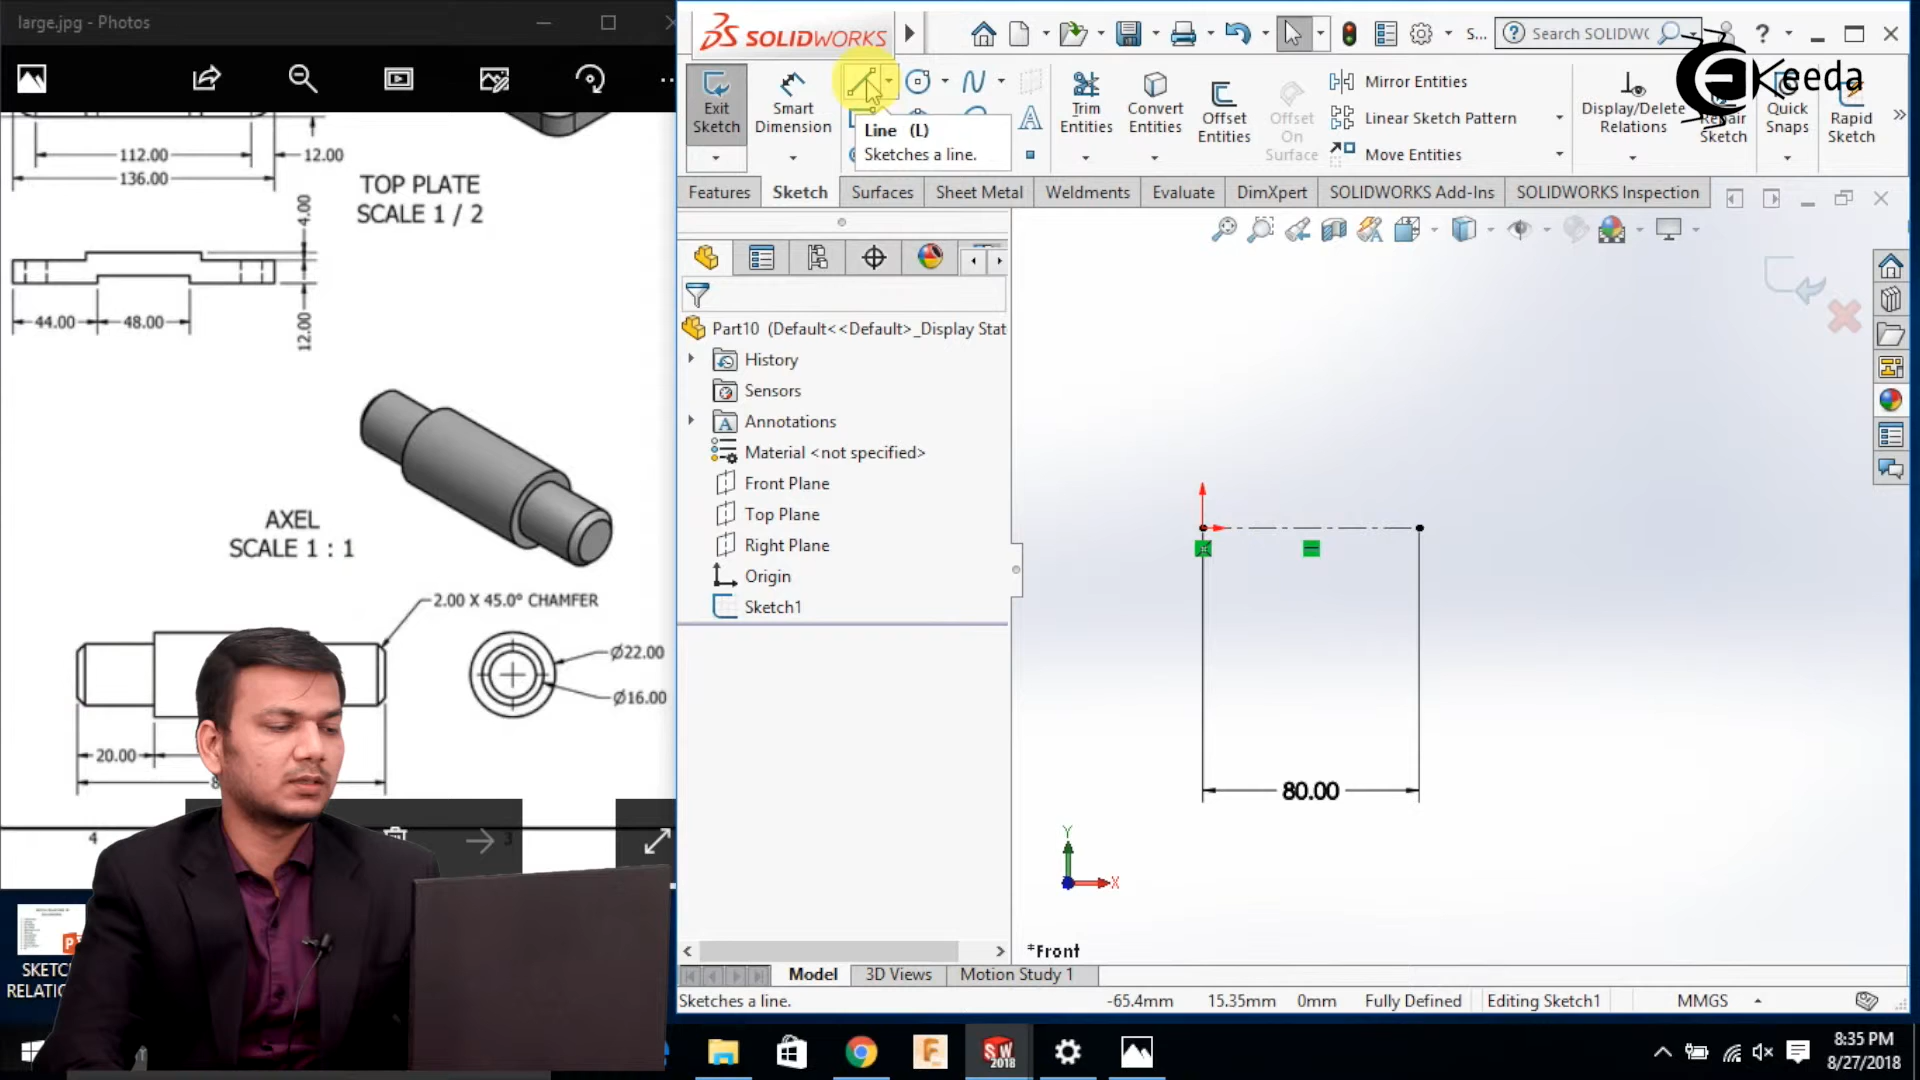 large.jpg - Photos
112.00
12.00
136.00
TOP PLATE
SCALE 1 / 2
4.00
44.00
48.00
12.00
AXEL
SCALE 1 : 1
2.00 X 45.0° CHAMFER
Ø22.00
Ø16.00
20.00
4
3
SOLIDWORKS
S...
Search SOLIDW
Keeda
Exit
Sketch
Smart
Dimension
Line (L)
Sketches a line.
Trim
Entities
Convert
Entities
Offset
Entities
Offset
On
Surface
Mirror Entities
Linear Sketch Pattern
Move Entities
Display/Delete
Relations
Repair
Sketch
Quick
Snaps
Rapid
Sketch
Features
Sketch
Surfaces
Sheet Metal
Weldments
Evaluate
DimXpert
SOLIDWORKS Add-Ins
SOLIDWORKS Inspection
Part10 (Default<<Default>_Display Stat
History
Sensors
Annotations
Material <not specified>
Front Plane
Top Plane
Right Plane
Origin
Sketch1
80.00
Y
X
*Front
Model
3D Views
Motion Study 1
Sketches a line.
-65.4mm
15.35mm
0mm
Fully Defined
Editing Sketch1
MMGS
SW
2018
8:35 PM
8/27/2018